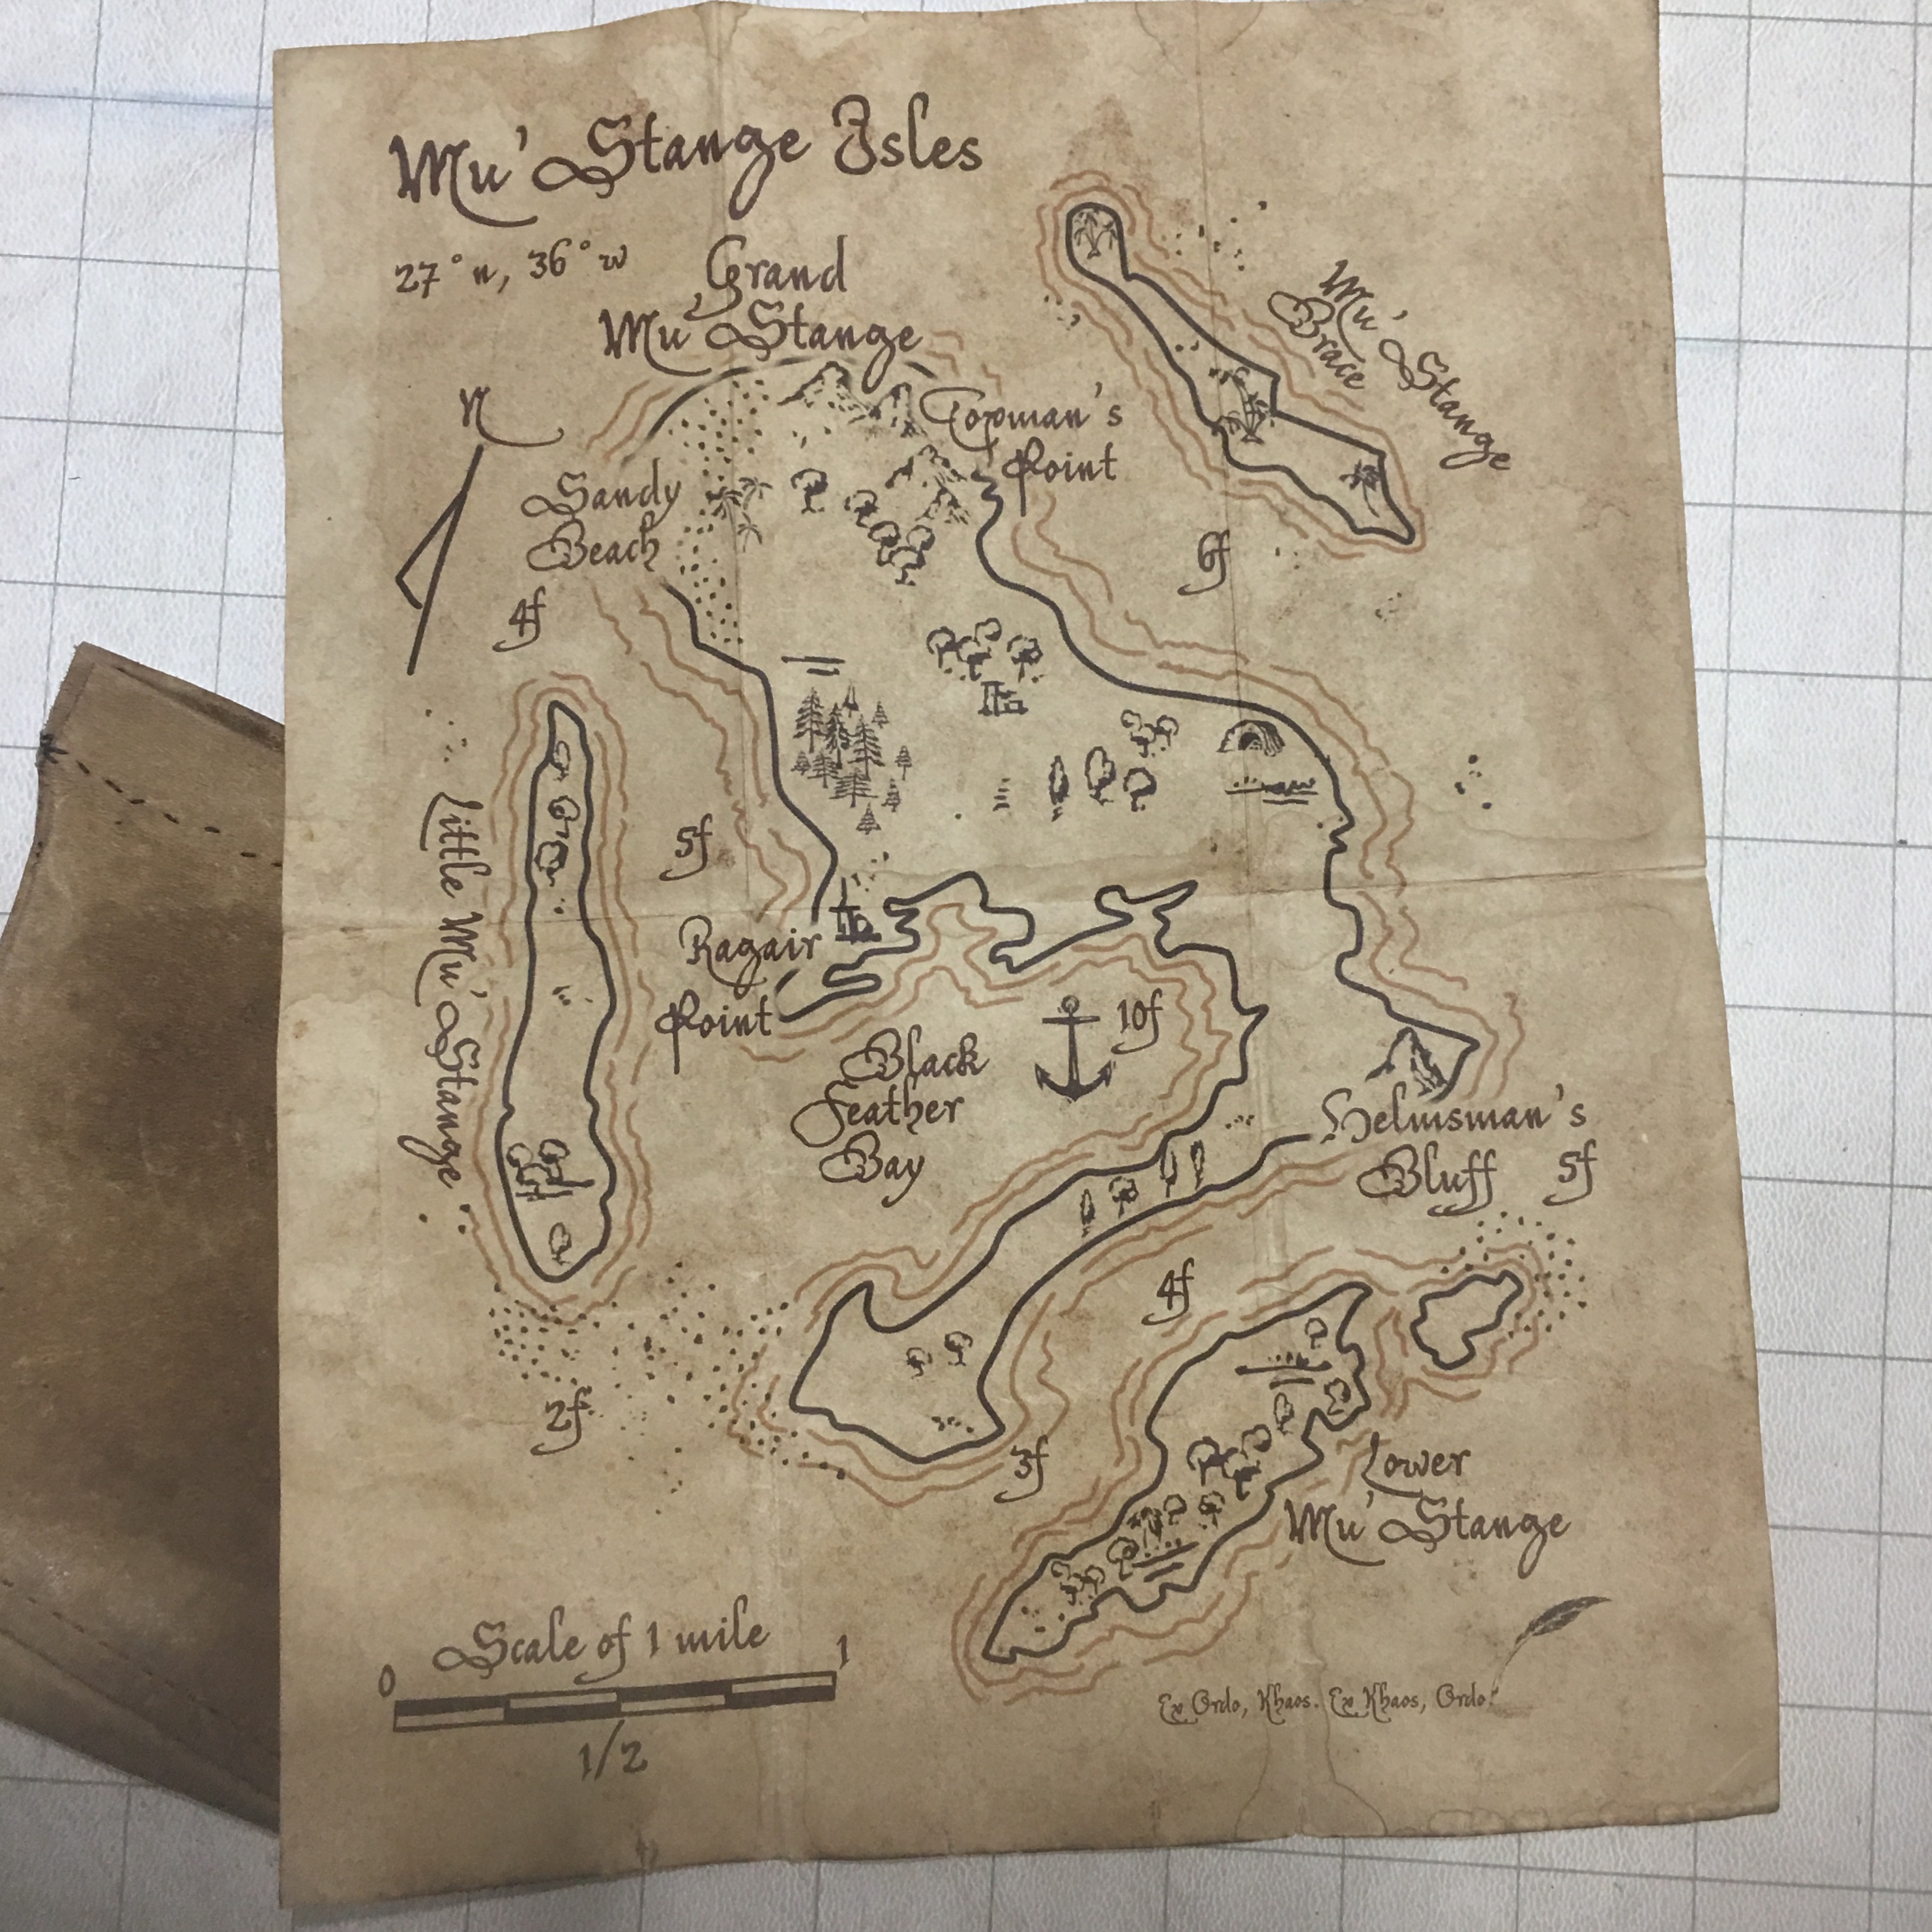 Mu' Stange Isles
27° n, 36° w
Grand
Mu' Stange
Mu' Stange
Brace
N
Topman's
Point
Sandy
Beach
4f
6f
5f
Little Mu' Stange
Ragair
Point
10f
Black
Feather
Bay
Helmsman's
Bluff
5f
4f
2f
3f
Lower
Mu' Stange
Scale of 1 mile
0
1
1/2
Ex Ordo, Khaos. Ex Khaos, Ordo.